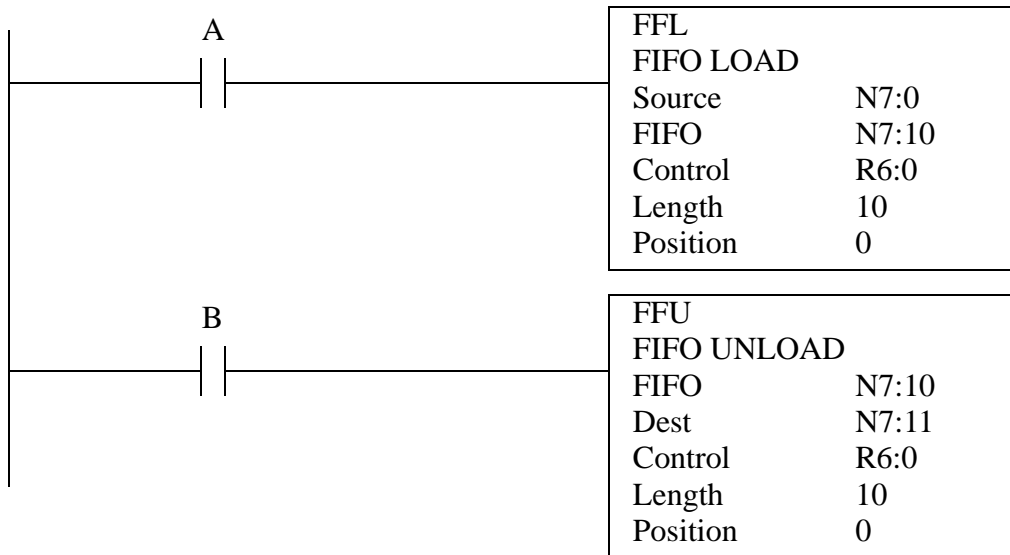 A
FFL
FIFO LOAD
Source N7:0
FIFO N7:10
Control R6:0
Length 10
Position 0
B
FFU
FIFO UNLOAD
FIFO N7:10
Dest N7:11
Control R6:0
Length 10
Position 0